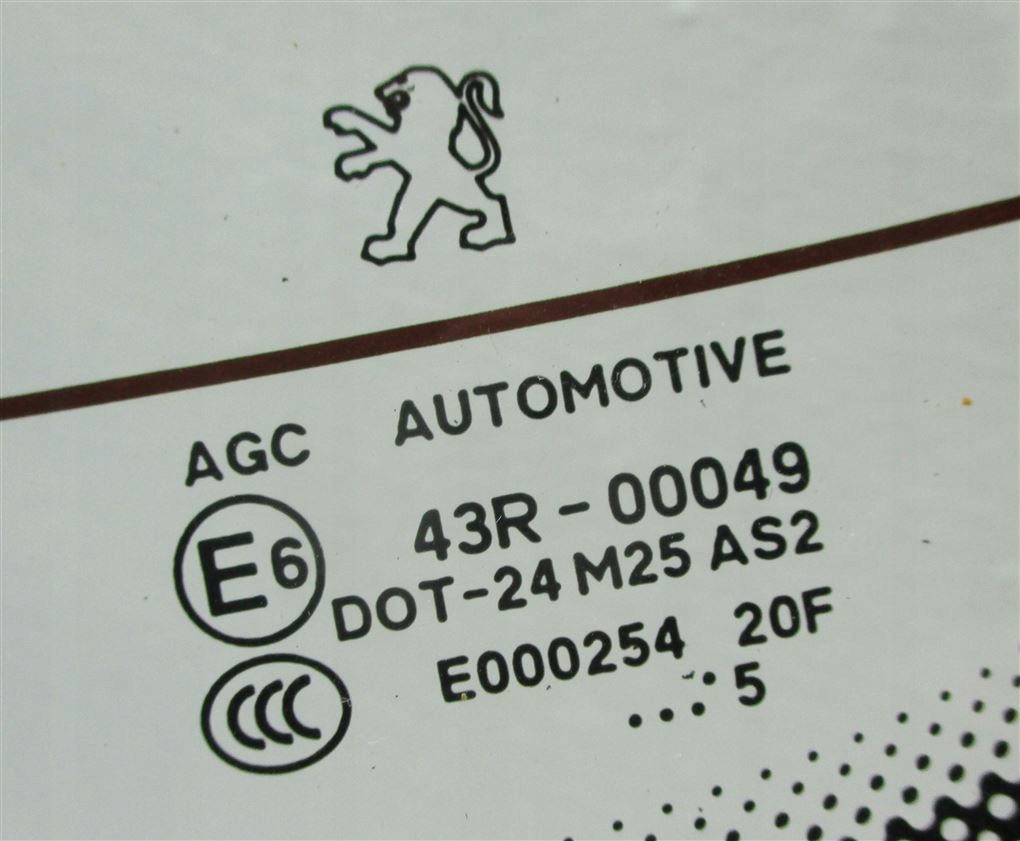 AGC AUTOMOTIVE
E6 43R-00049
DOT-24 M25 AS2
CCC E000254 20F
...:5